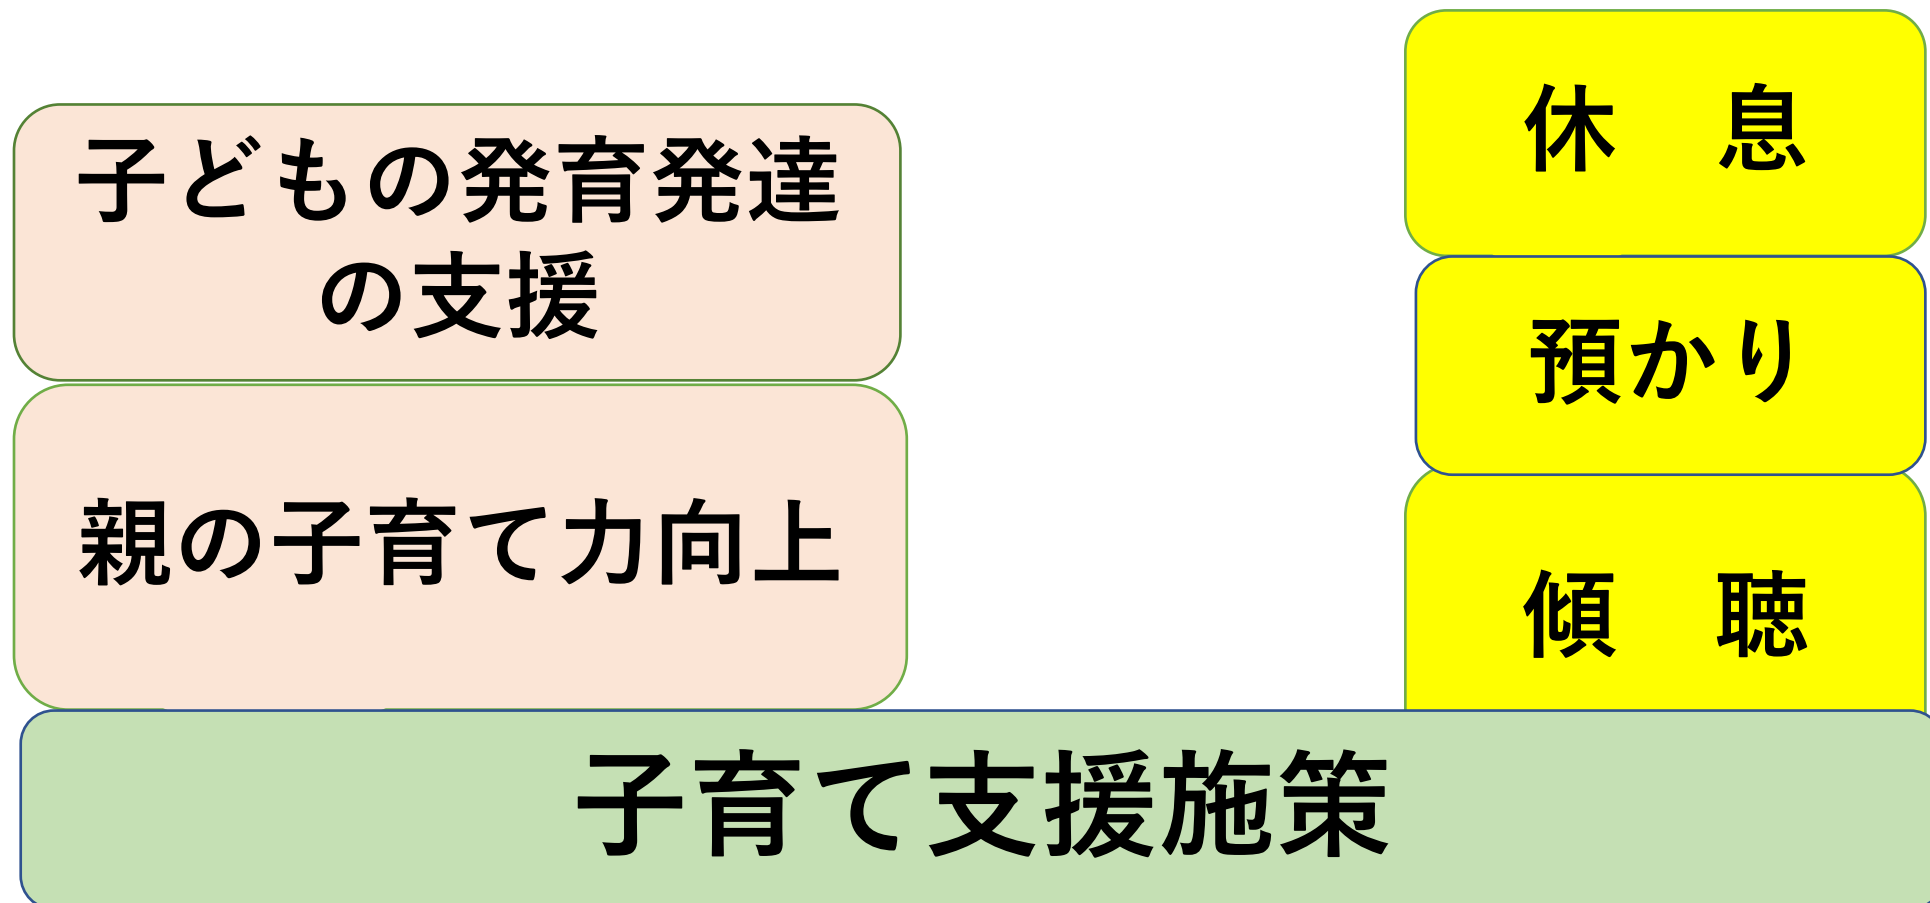 子どもの発育発達
の支援
親の子育て力向上
休　息
預かり
傾　聴
子育て支援施策